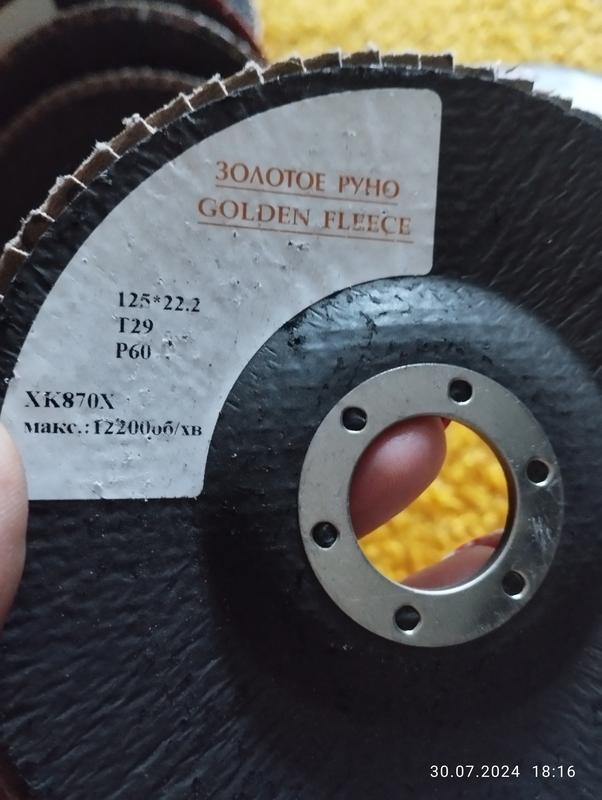 ЗОЛОТОЕ РУНО
GOLDEN FLEECE
125*22.2
T29
P60
XK870X
макс.:12200об/хв
30.07.2024 18:16